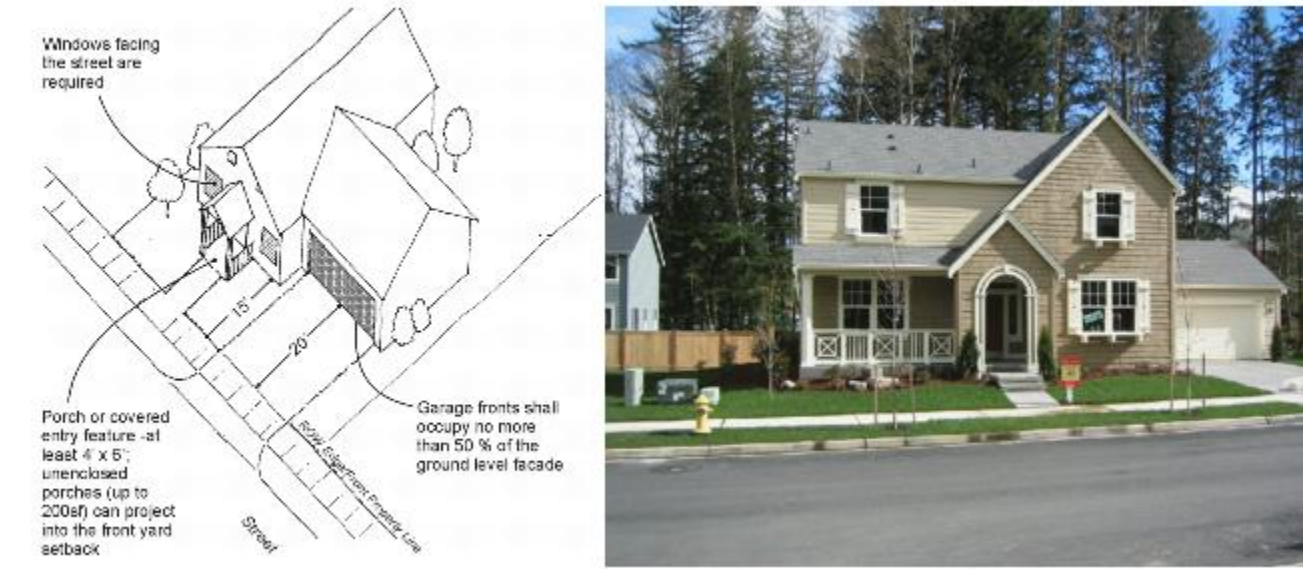 Windows facing
the street are
required
15'
20'
Porch or covered
entry feature -at
least 4' x 6';
unenclosed
porches (up to
200sf) can project
into the front yard
setback
Garage fronts shall
occupy no more
than 50 % of the
ground level facade
ROW Edge/Front Property Line
Street